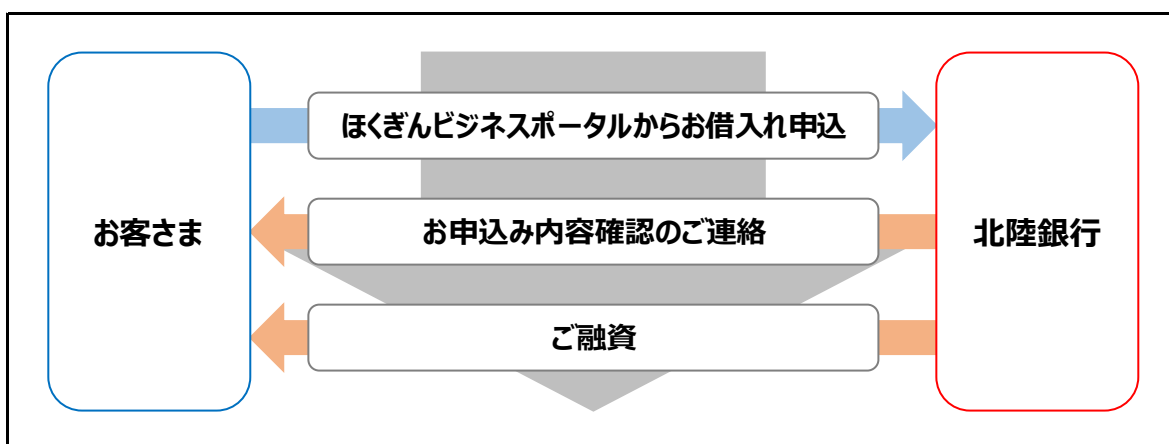 ほくぎんビジネスポータルからお借入れ申込
お客さま
お申込み内容確認のご連絡
北陸銀行
ご融資